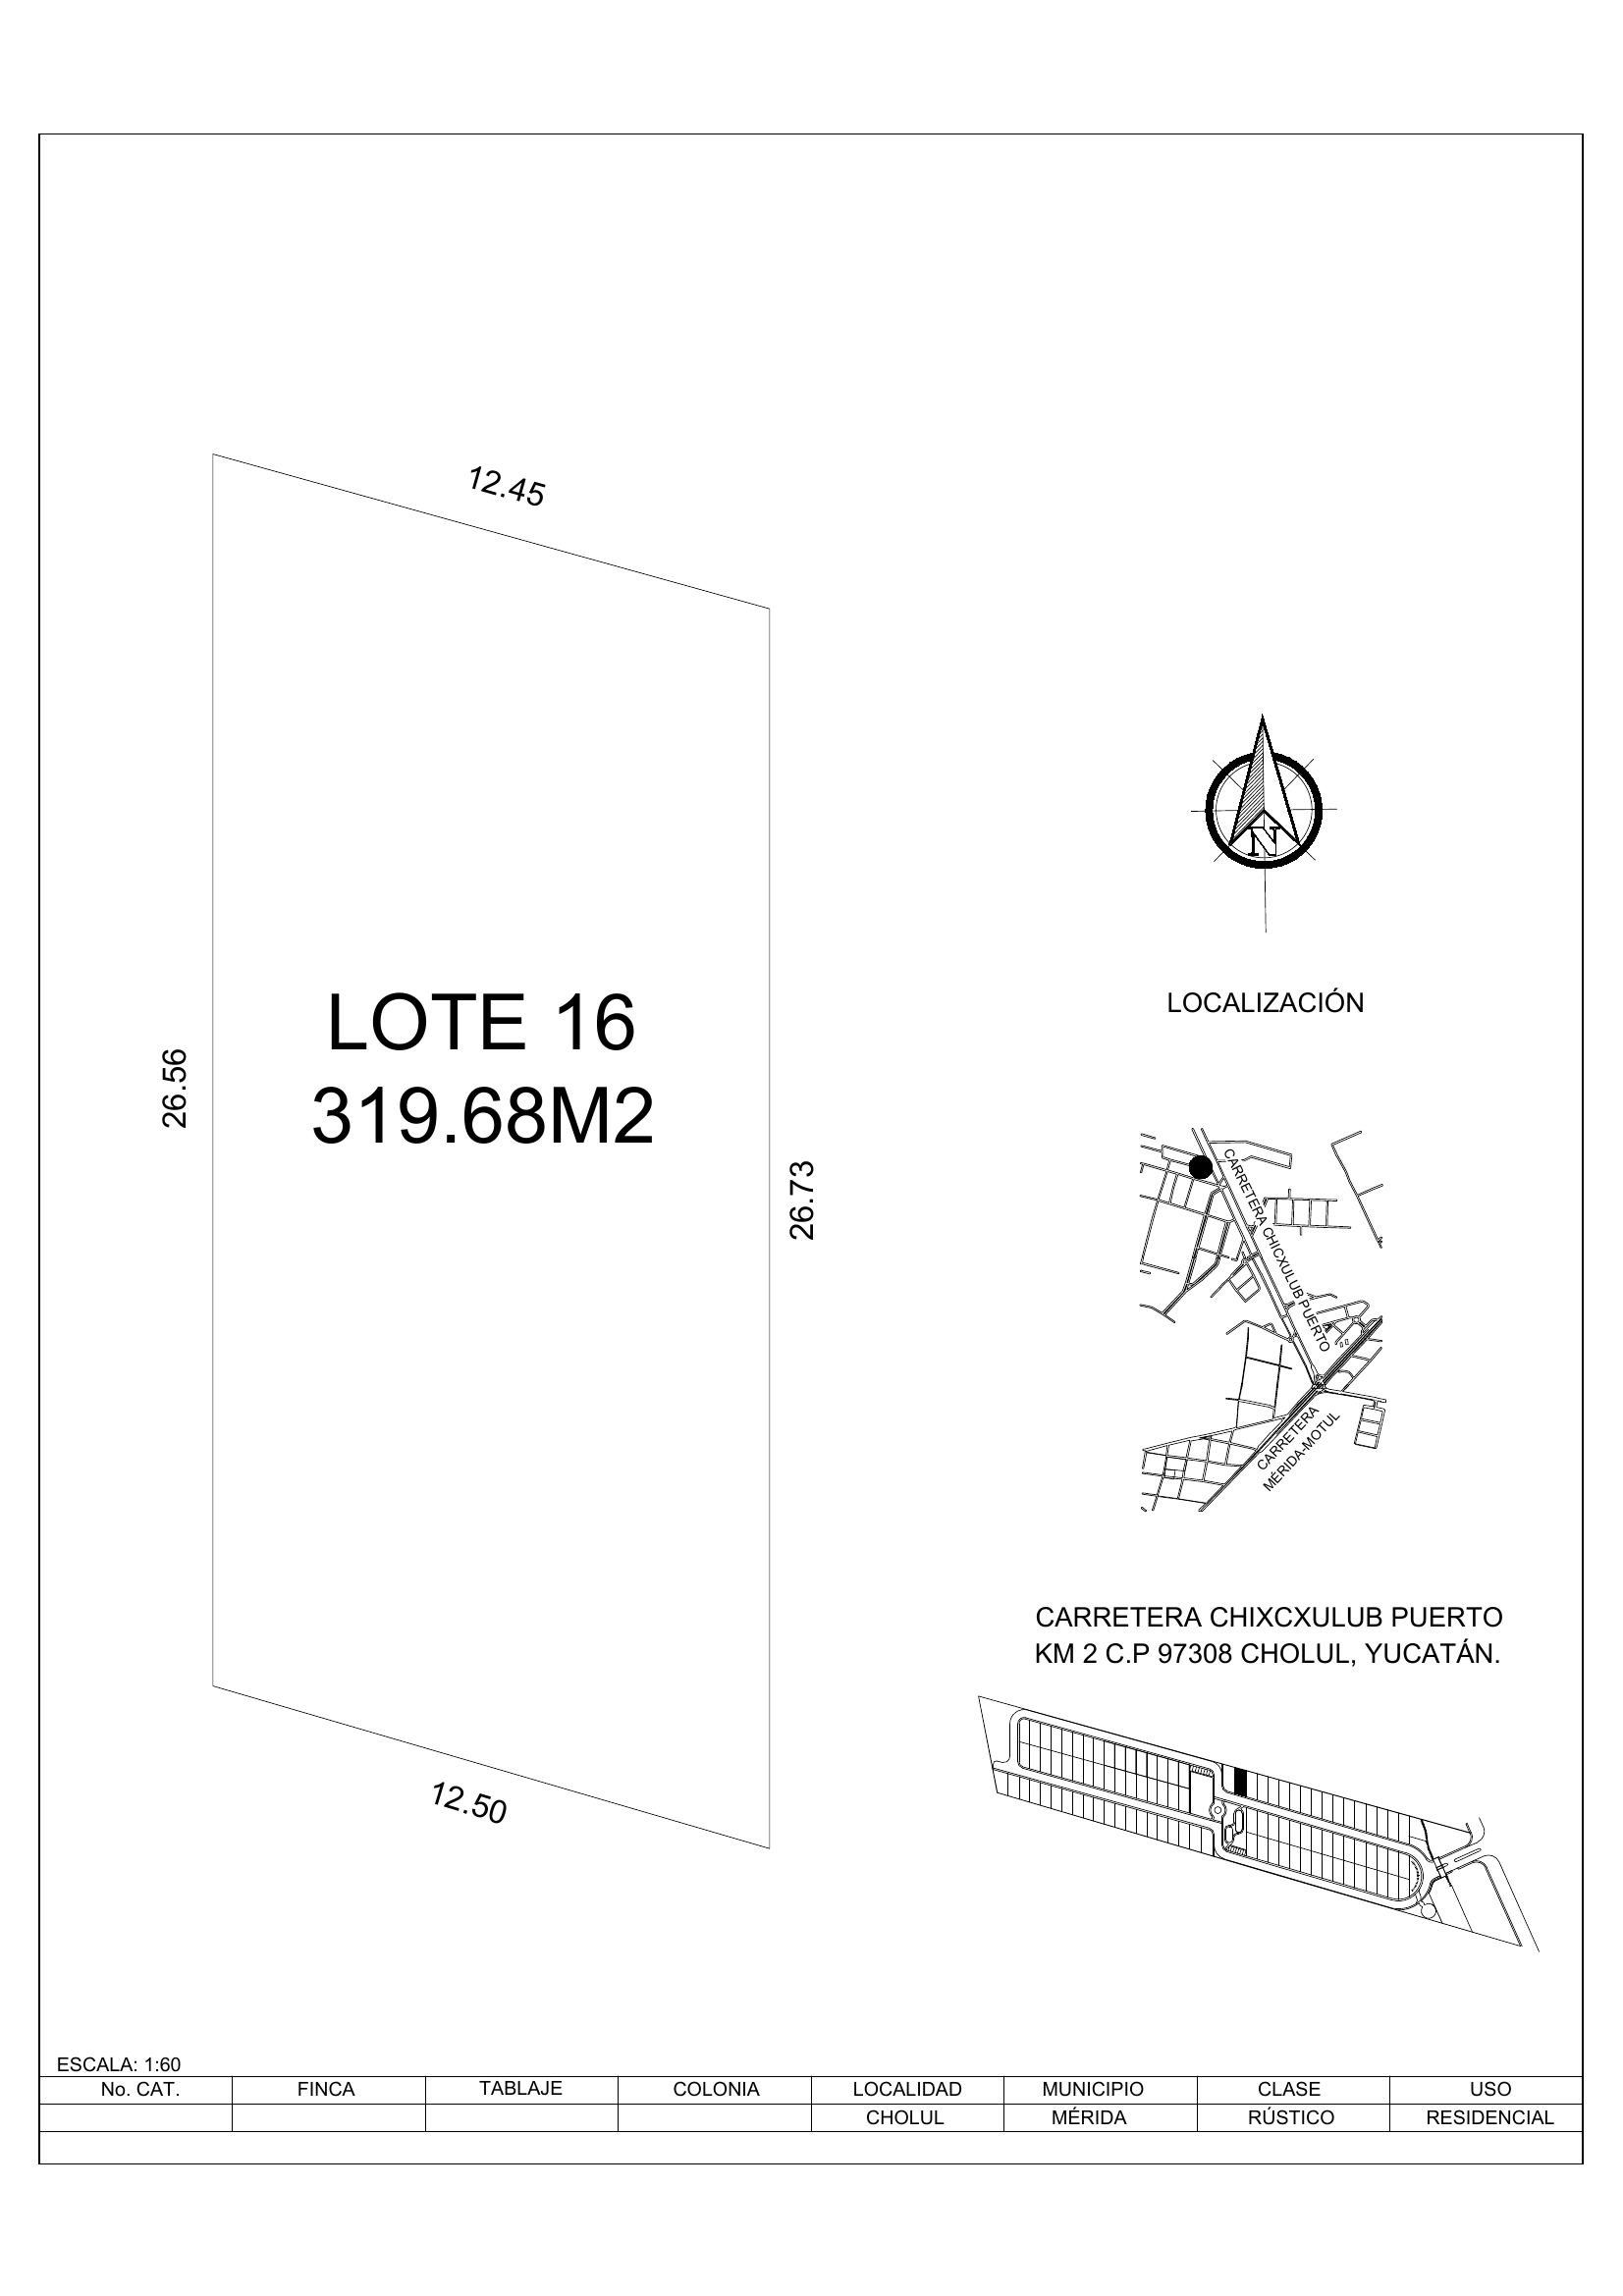 12.45
LOTE 16
319.68M2
26.56
26.73
12.50
N
LOCALIZACIÓN
CARRETERA CHICXULUB PUERTO
CARRETERA
MÉRIDA-MOTUL
CARRETERA CHIXCXULUB PUERTO
KM 2 C.P 97308 CHOLUL, YUCATÁN.
ESCALA: 1:60
No. CAT. FINCA TABLAJE COLONIA LOCALIDAD MUNICIPIO CLASE USO
CHOLUL MÉRIDA RÚSTICO RESIDENCIAL